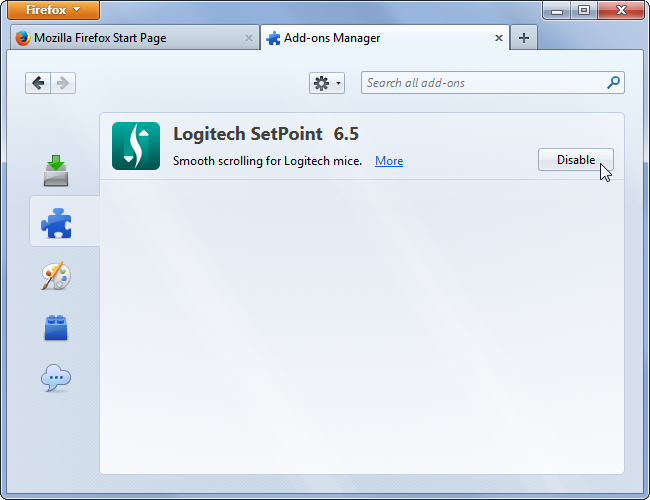 Firefox
Mozilla Firefox Start Page
Add-ons Manager
Search all add-ons
Logitech SetPoint 6.5
Smooth scrolling for Logitech mice. More
Disable